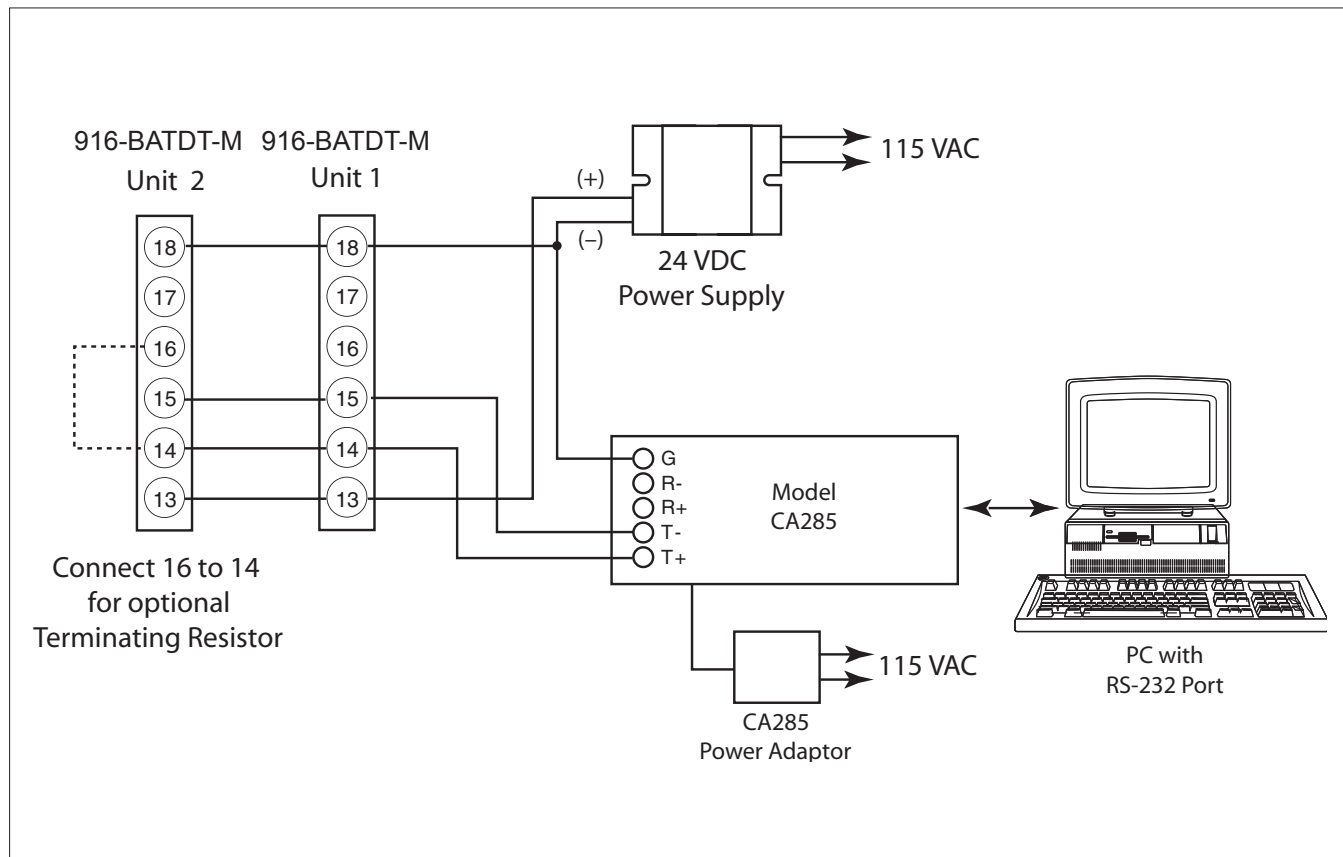 916-BATDT-M
Unit 2
916-BATDT-M
Unit 1
18
17
16
15
14
13
18
17
16
15
14
13
Connect 16 to 14
for optional
Terminating Resistor
(+)
(–)
115 VAC
24 VDC
Power Supply
G
R-
R+
T-
T+
Model
CA285
115 VAC
CA285
Power Adaptor
PC with
RS-232 Port